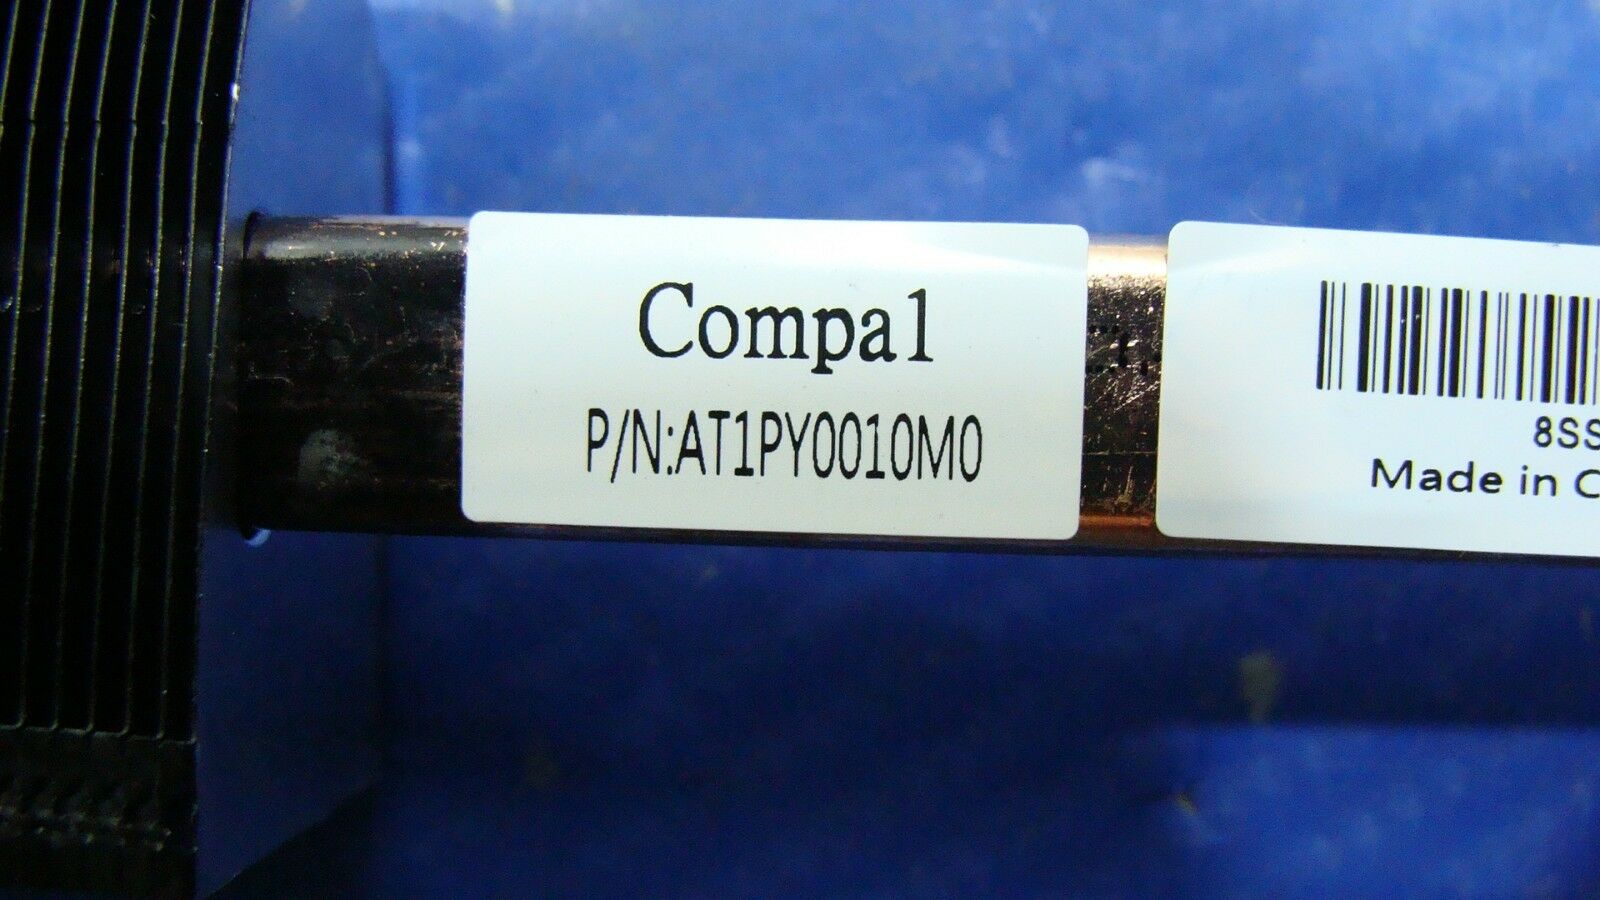 Compal
P/N:AT1PY0010M0
8SS
Made in C